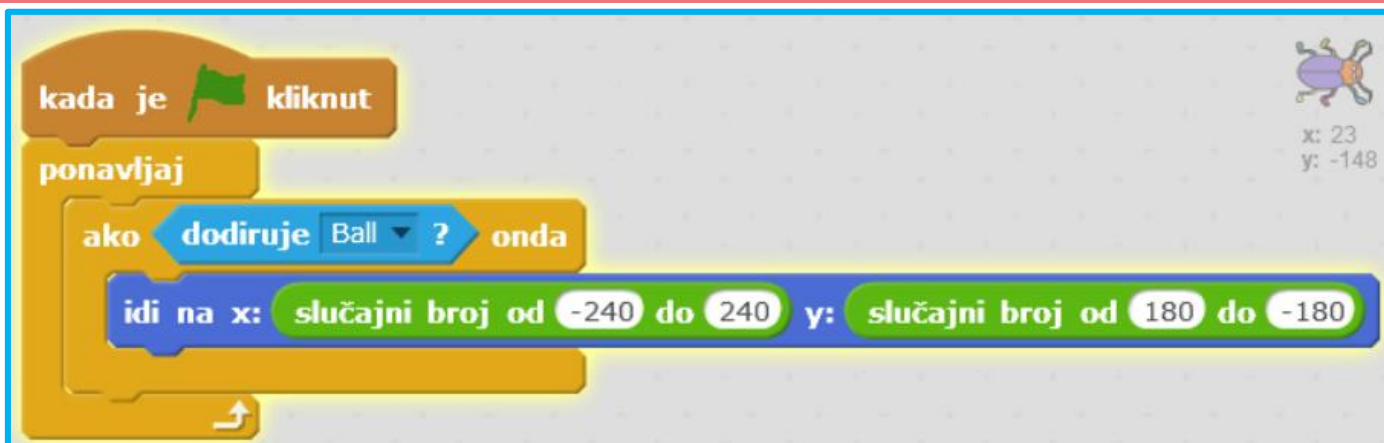 kada je kliknut
x: 23
y: -148
ponavljaj
ako dodiruje Ball ? onda
idi na x: slučajni broj od -240 do 240 y: slučajni broj od 180 do -180